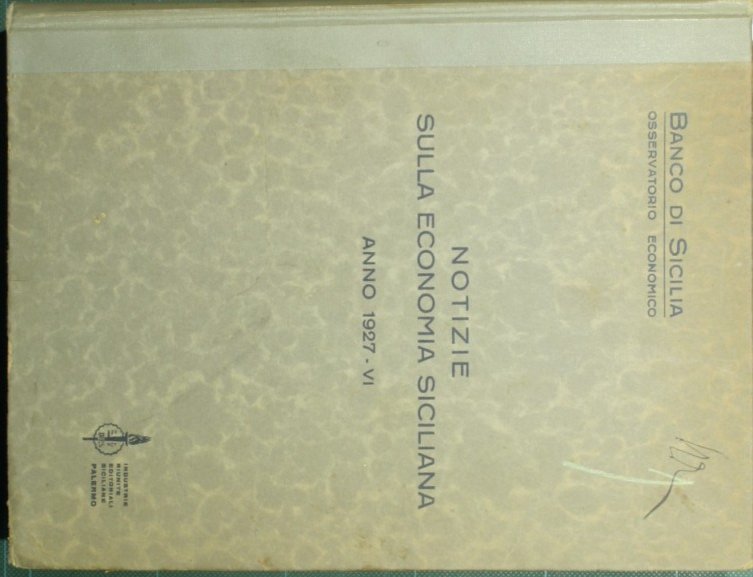 BANCO DI SICILIA
OSSERVATORIO ECONOMICO
NOTIZIE
SULLA ECONOMIA SICILIANA
ANNO 1927 - VI
INDUSTRIE
RIUNITE
EDITORIALI
SICILIANE
PALERMO